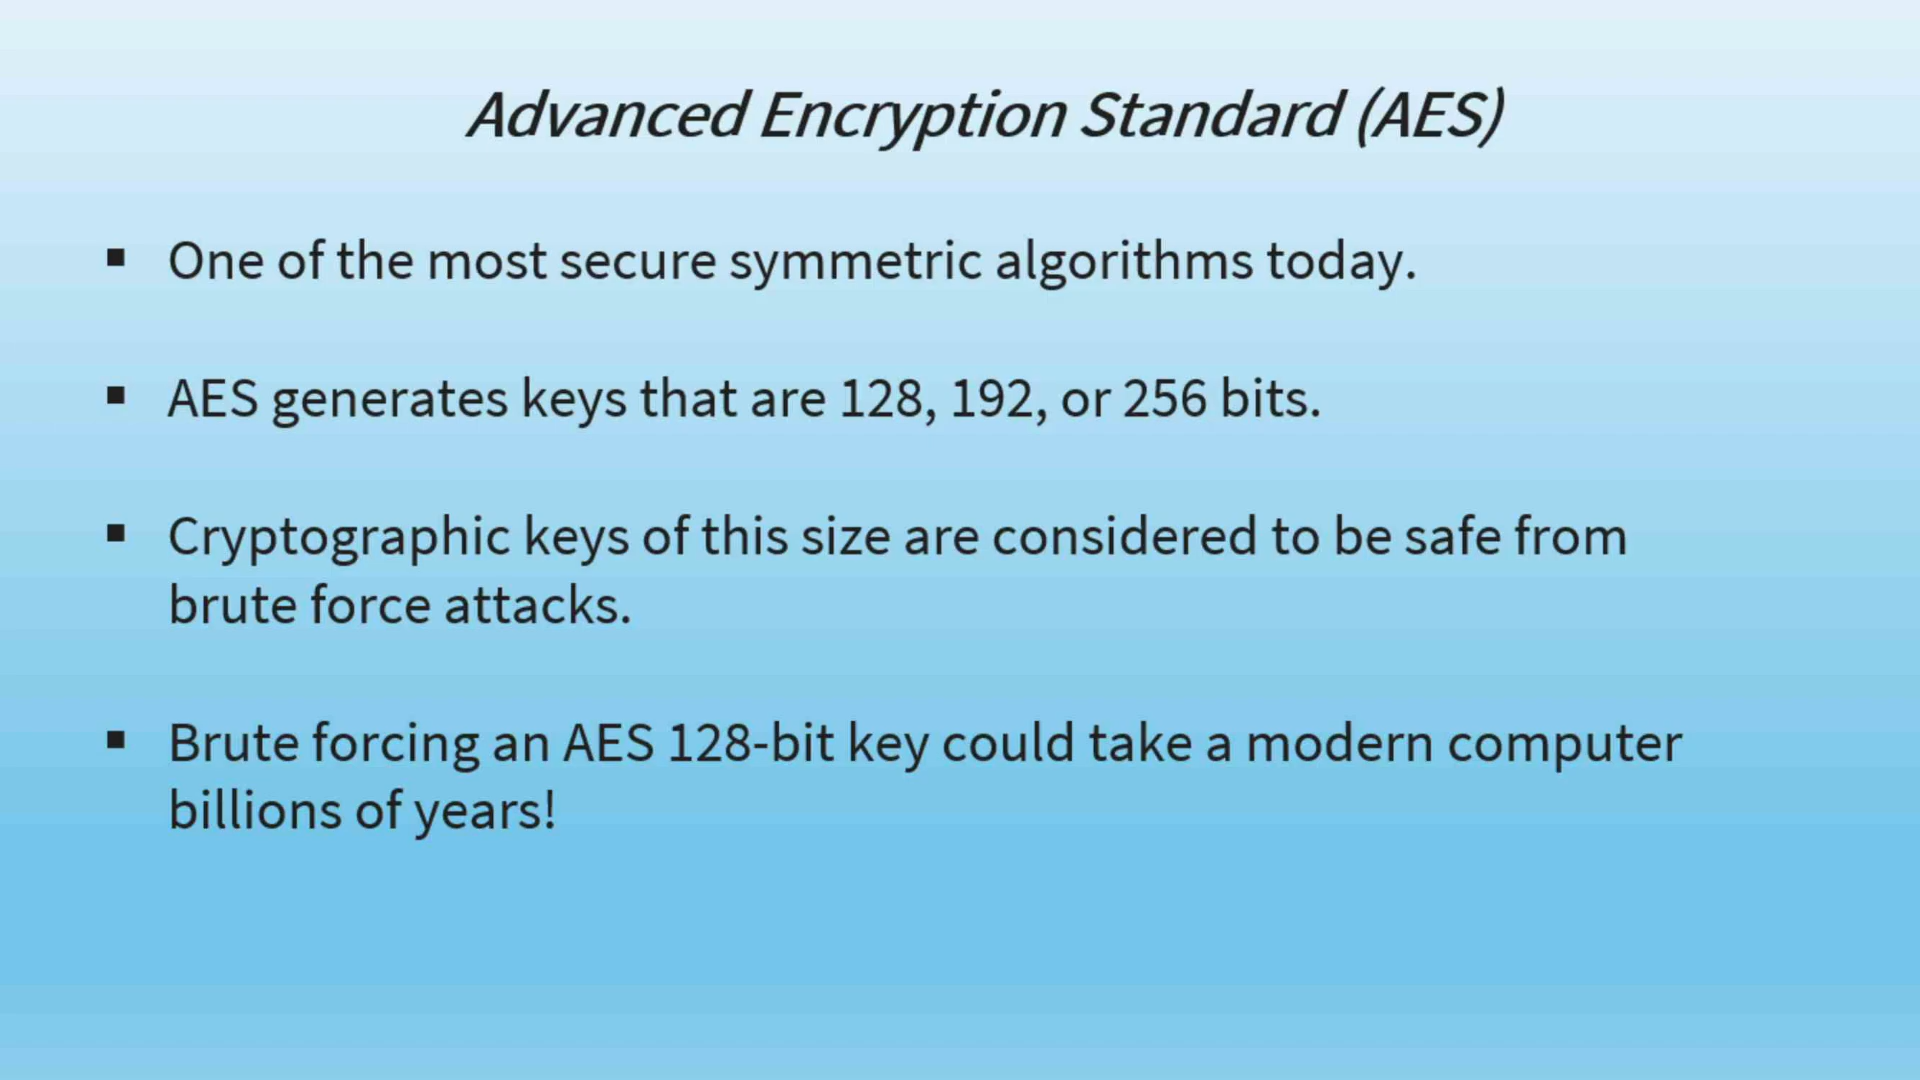 Advanced Encryption Standard (AES)
▪ One of the most secure symmetric algorithms today.
▪ AES generates keys that are 128, 192, or 256 bits.
▪ Cryptographic keys of this size are considered to be safe from
brute force attacks.
▪ Brute forcing an AES 128-bit key could take a modern computer
billions of years!